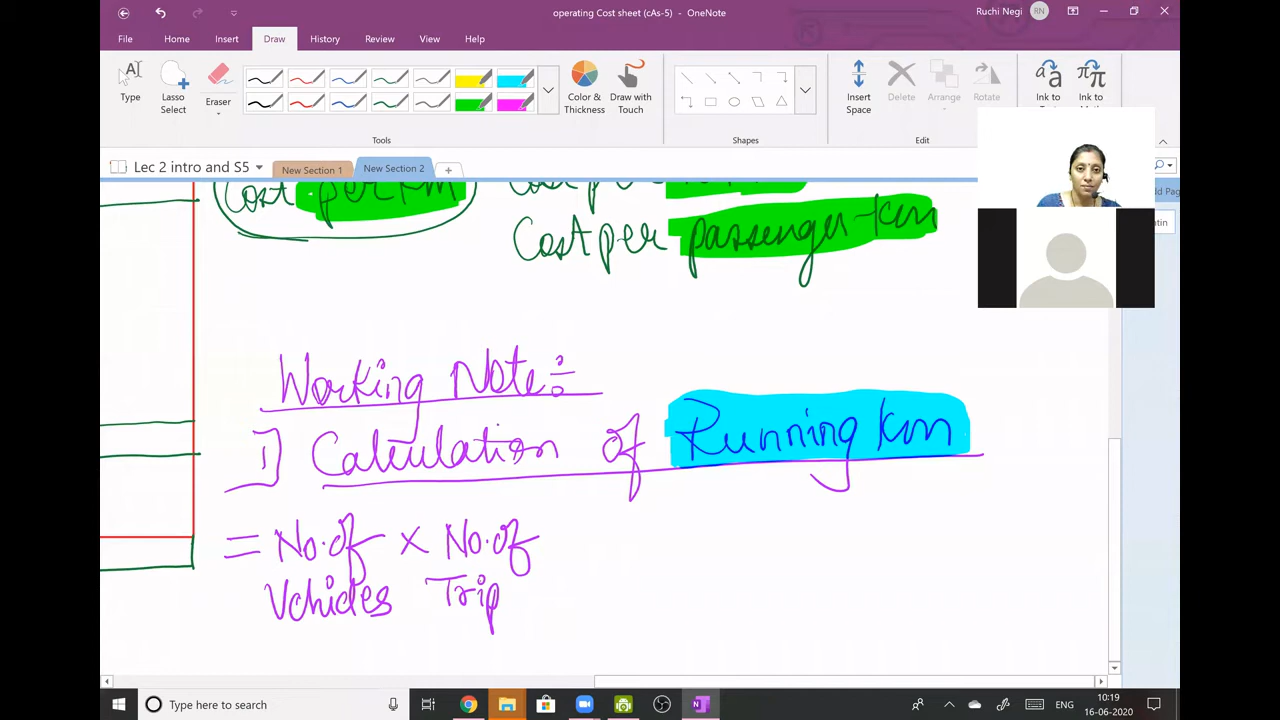 operating Cost sheet (cAs-5) - OneNote
Ruchi Negi RN
File Home Insert Draw History Review View Help
Type Lasso Select Eraser Color & Thickness Draw with Touch Insert Space Delete Arrange Rotate Ink to Ink to
Tools Shapes Edit
Lec 2 intro and S5 New Section 1 New Section 2
Cost per km Cost per
Cost per passenger-km
Working Note:-
1] Calculation of Running km
= No. of Vehicles × No. of Trip
Type here to search
ENG
10:19
16-06-2020